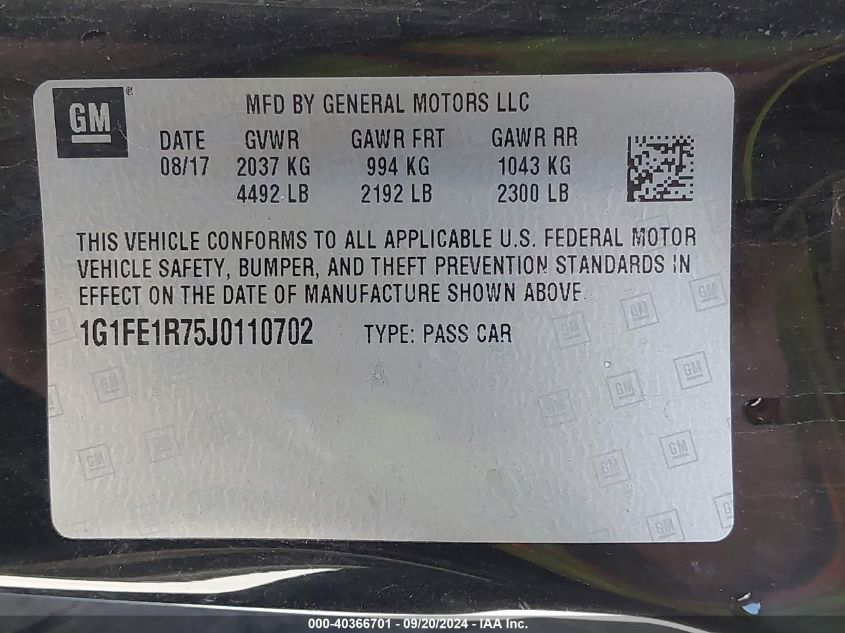 GM ®
MFD BY GENERAL MOTORS LLC
DATE GVWR GAWR FRT GAWR RR
08/17 2037 KG 994 KG 1043 KG
4492 LB 2192 LB 2300 LB
THIS VEHICLE CONFORMS TO ALL APPLICABLE U.S. FEDERAL MOTOR
VEHICLE SAFETY, BUMPER, AND THEFT PREVENTION STANDARDS IN
EFFECT ON THE DATE OF MANUFACTURE SHOWN ABOVE.
1G1FE1R75J0110702 TYPE: PASS CAR
000-40366701 - 09/20/2024 - IAA Inc.